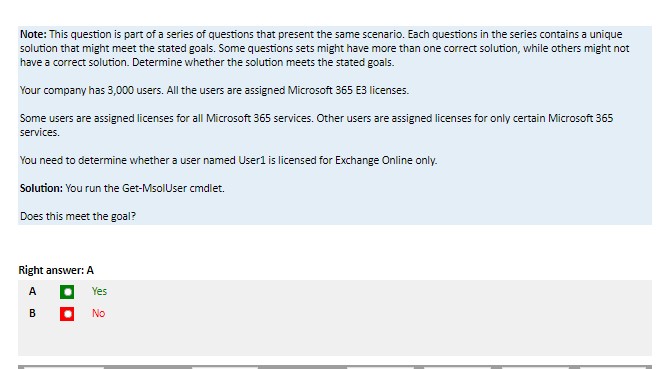 Note: This question is part of a series of questions that present the same scenario. Each questions in the series contains a unique
solution that might meet the stated goals. Some questions sets might have more than one correct solution, while others might not
have a correct solution. Determine whether the solution meets the stated goals.
Your company has 3,000 users. All the users are assigned Microsoft 365 E3 licenses.
Some users are assigned licenses for all Microsoft 365 services. Other users are assigned licenses for only certain Microsoft 365
services.
You need to determine whether a user named User1 is licensed for Exchange Online only.
Solution: You run the Get-MsolUser cmdlet.
Does this meet the goal?
Right answer: A
A Yes
B No